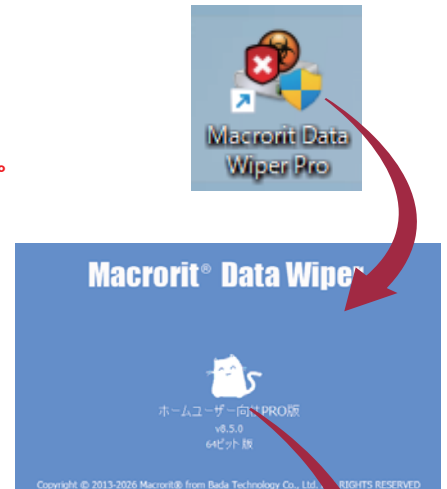 。
Macrorit Data
Wiper Pro
Macrorit® Data Wiper
ホームユーザー向けPRO版
v8.5.0
64ビット版
Copyright © 2013-2026 Macrorit® from Bada Technology Co., Ltd. RIGHTS RESERVED